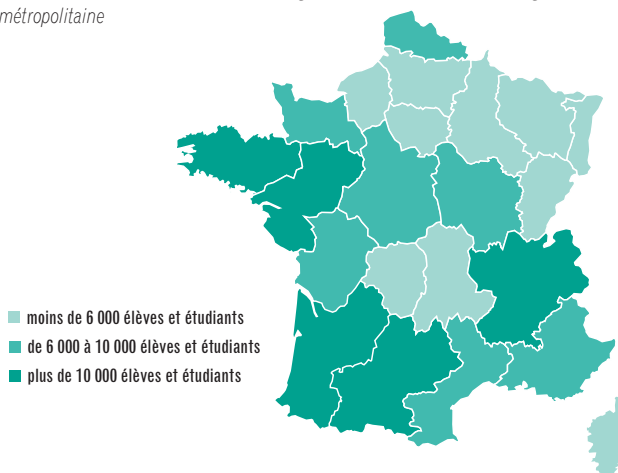 métropolitaine
moins de 6 000 élèves et étudiants
de 6 000 à 10 000 élèves et étudiants
plus de 10 000 élèves et étudiants